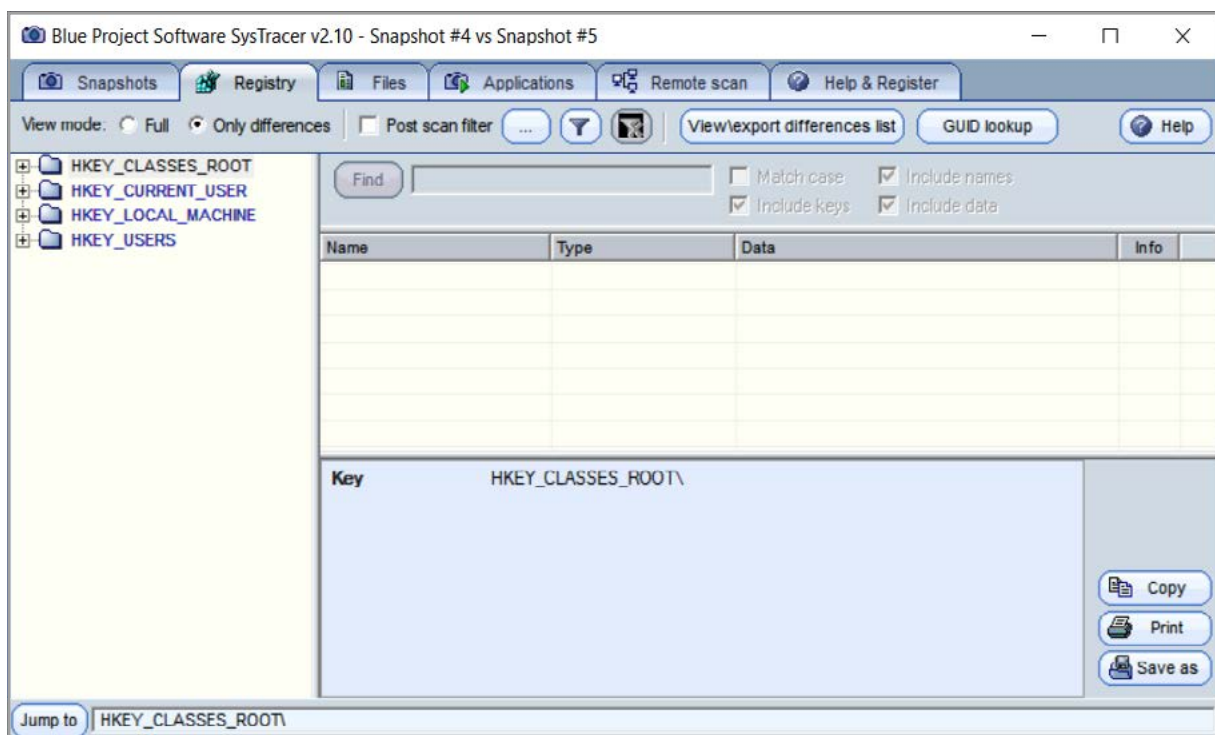 Blue Project Software SysTracer v2.10 - Snapshot #4 vs Snapshot #5
Snapshots Registry Files Applications Remote scan Help & Register
View mode: Full Only differences Post scan filter ... View\export differences list GUID lookup Help
HKEY_CLASSES_ROOT
HKEY_CURRENT_USER
HKEY_LOCAL_MACHINE
HKEY_USERS
Find Match case Include names
Include keys Include data
Name Type Data Info
Key HKEY_CLASSES_ROOT\
Copy
Print
Save as
Jump to HKEY_CLASSES_ROOT\